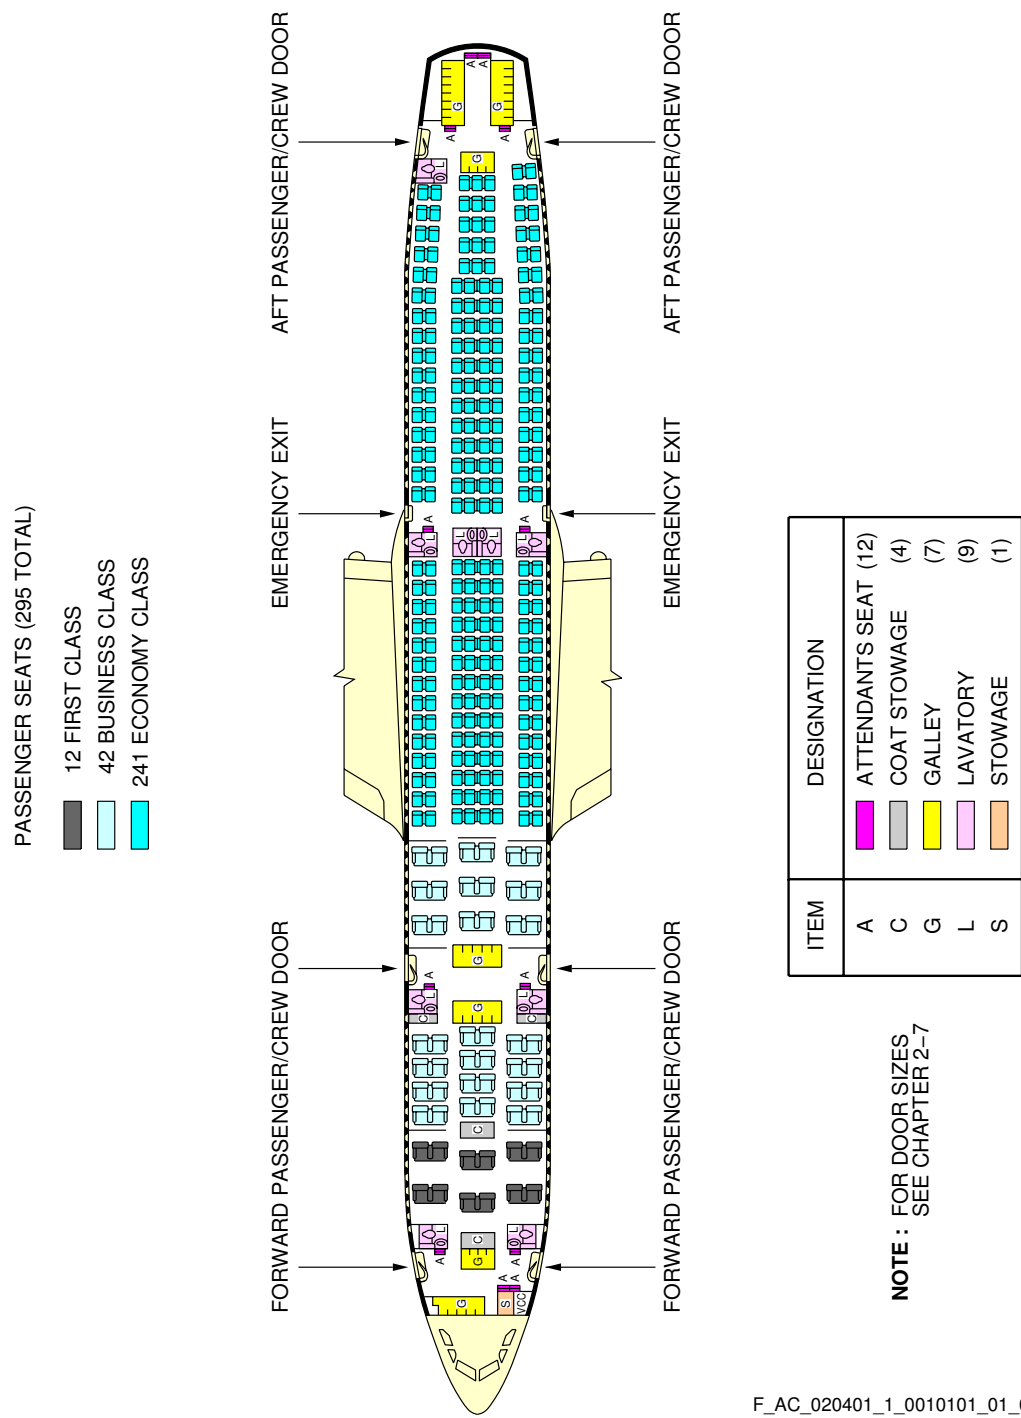 PASSENGER SEATS (295 TOTAL)
12 FIRST CLASS
42 BUSINESS CLASS
241 ECONOMY CLASS
FORWARD PASSENGER/CREW DOOR
EMERGENCY EXIT
AFT PASSENGER/CREW DOOR
G
S
VCC
A
A
G
C
A
L
A
L
C
G
C
L
A
C
L
A
G
L
A
L
L
L
A
G
L
A
G
A
G
A
A
FORWARD PASSENGER/CREW DOOR
EMERGENCY EXIT
AFT PASSENGER/CREW DOOR
ITEM DESIGNATION
A ATTENDANTS SEAT (12)
C COAT STOWAGE (4)
G GALLEY (7)
L LAVATORY (9)
S STOWAGE (1)
NOTE : FOR DOOR SIZES
SEE CHAPTER 2–7
F_AC_020401_1_0010101_01_